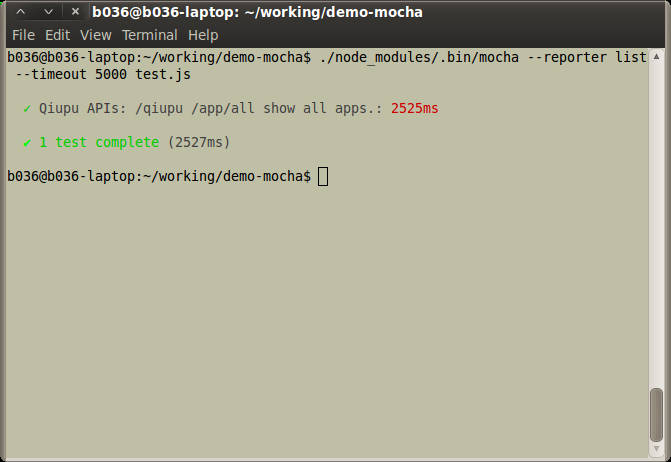 b036@b036-laptop: ~/working/demo-mocha
File Edit View Terminal Help
b036@b036-laptop:~/working/demo-mocha$ ./node_modules/.bin/mocha --reporter list
--timeout 5000 test.js
✓ Qiupu APIs: /qiupu /app/all show all apps.: 2525ms
✔ 1 test complete (2527ms)
b036@b036-laptop:~/working/demo-mocha$